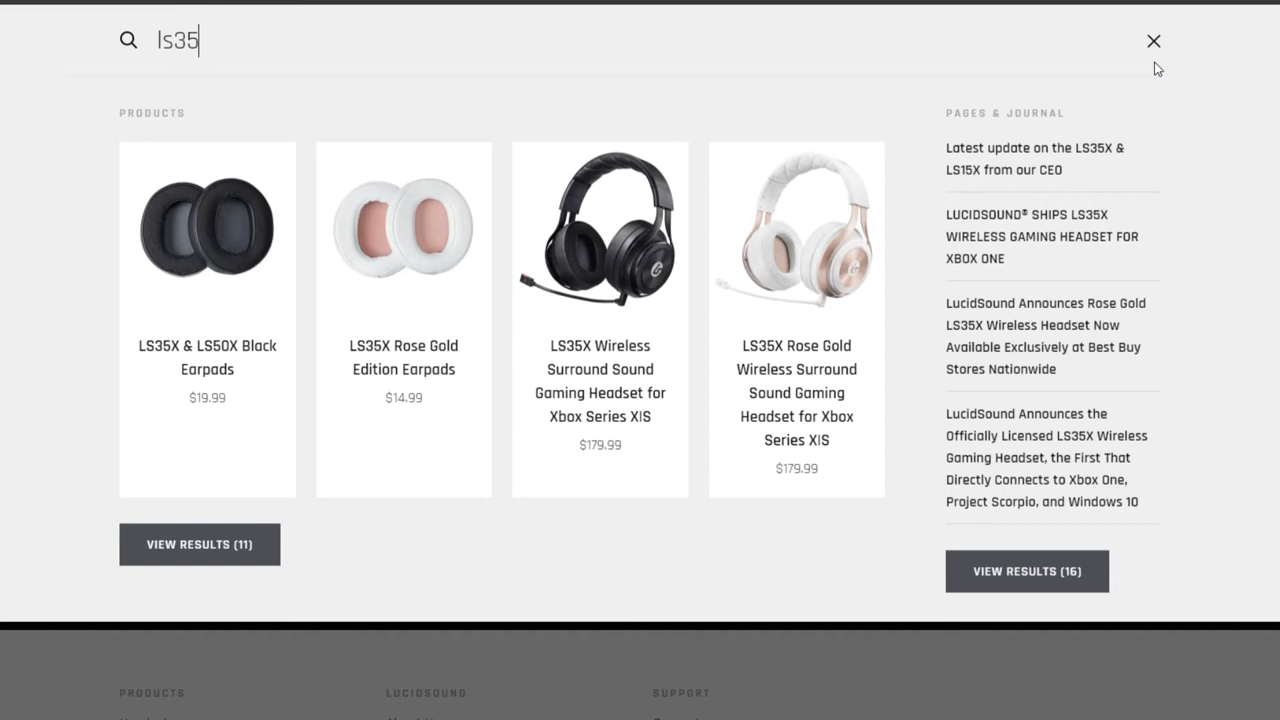 ls35
PRODUCTS
LS35X & LS50X Black
Earpads
$19.99
LS35X Rose Gold
Edition Earpads
$14.99
LS35X Wireless
Surround Sound
Gaming Headset for
Xbox Series X|S
$179.99
LS35X Rose Gold
Wireless Surround
Sound Gaming
Headset for Xbox
Series X|S
$179.99
VIEW RESULTS (11)
PAGES & JOURNAL
Latest update on the LS35X &
LS15X from our CEO
LUCIDSOUND® SHIPS LS35X
WIRELESS GAMING HEADSET FOR
XBOX ONE
LucidSound Announces Rose Gold
LS35X Wireless Headset Now
Available Exclusively at Best Buy
Stores Nationwide
LucidSound Announces the
Officially Licensed LS35X Wireless
Gaming Headset, the First That
Directly Connects to Xbox One,
Project Scorpio, and Windows 10
VIEW RESULTS (16)
PRODUCTS
LUCIDSOUND
SUPPORT